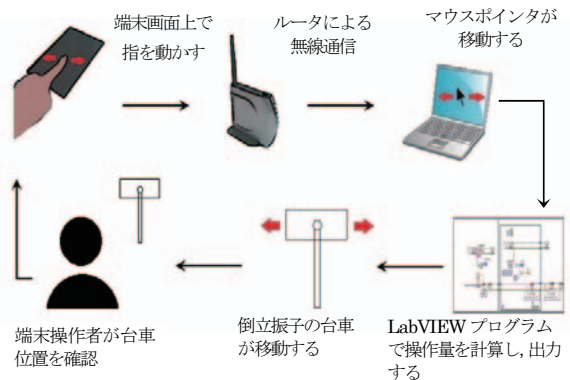 端末画面上で
指を動かす
ルータによる
無線通信
マウスポインタが
移動する
端末操作者が台車
位置を確認
倒立振子の台車
が移動する
LabVIEW プログラム
で操作量を計算し, 出力
する